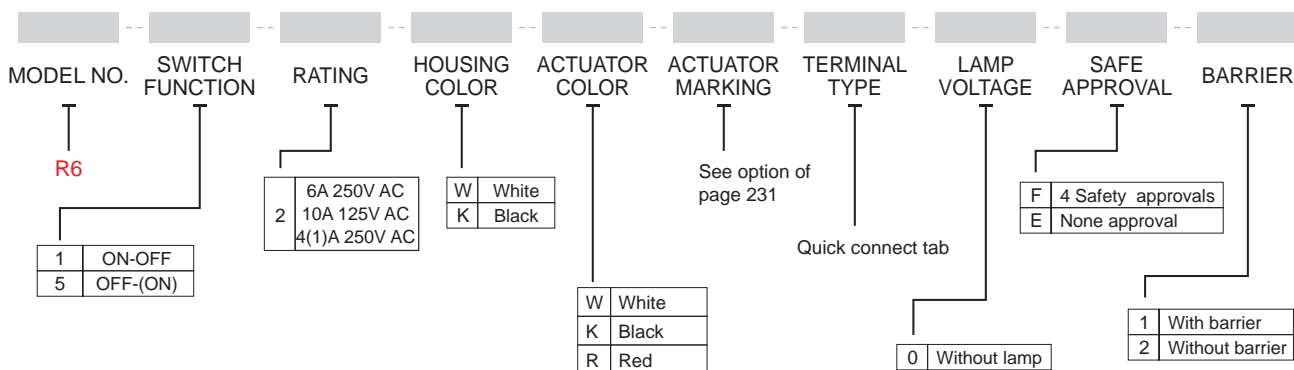 MODEL NO.
SWITCH
FUNCTION
RATING
HOUSING
COLOR
ACTUATOR
COLOR
ACTUATOR
MARKING
TERMINAL
TYPE
LAMP
VOLTAGE
SAFE
APPROVAL
BARRIER
R6
1 ON-OFF
5 OFF-(ON)
2
6A 250V AC
10A 125V AC
4(1)A 250V AC
W White
K Black
W White
K Black
R Red
See option of
page 231
Quick connect tab
0 Without lamp
F 4 Safety approvals
E None approval
1 With barrier
2 Without barrier